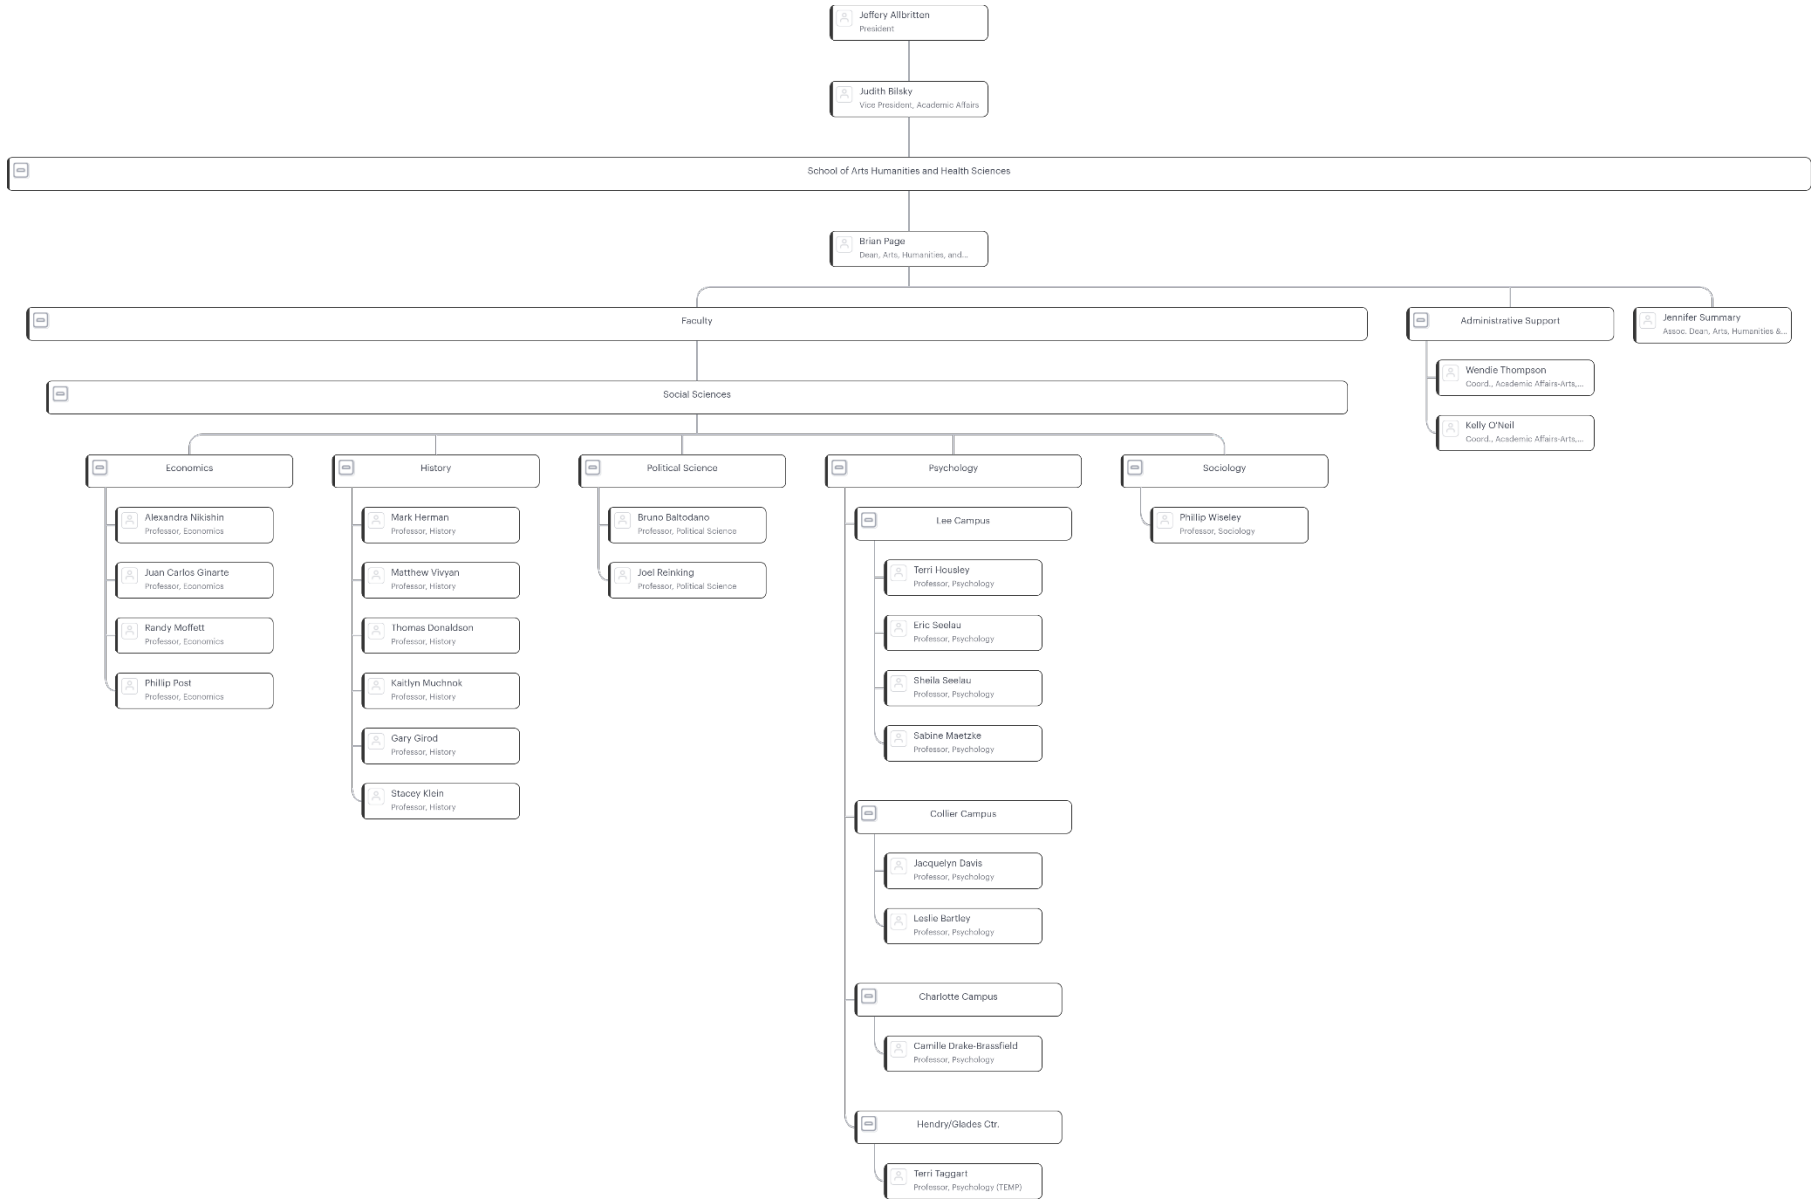 Jeffery Allbritten
President
Judith Bilsky
Vice President, Academic Affairs
School of Arts Humanities and Health Sciences
Brian Page
Dean, Arts, Humanities, and...
Faculty
Administrative Support
Jennifer Summary
Assoc. Dean, Arts, Humanities &...
Wendie Thompson
Coord., Academic Affairs-Arts,...
Kelly O'Neil
Coord., Academic Affairs-Arts,...
Social Sciences
Economics
Alexandra Nikishin
Professor, Economics
Juan Carlos Ginarte
Professor, Economics
Randy Moffett
Professor, Economics
Phillip Post
Professor, Economics
History
Mark Herman
Professor, History
Matthew Vivyan
Professor, History
Thomas Donaldson
Professor, History
Kaitlyn Muchnok
Professor, History
Gary Girod
Professor, History
Stacey Klein
Professor, History
Political Science
Bruno Baltodano
Professor, Political Science
Joel Reinking
Professor, Political Science
Psychology
Lee Campus
Terri Housley
Professor, Psychology
Eric Seelau
Professor, Psychology
Sheila Seelau
Professor, Psychology
Sabine Maetzke
Professor, Psychology
Collier Campus
Jacquelyn Davis
Professor, Psychology
Leslie Bartley
Professor, Psychology
Charlotte Campus
Camille Drake-Brassfield
Professor, Psychology
Hendry/Glades Ctr.
Terri Taggart
Professor, Psychology (TEMP)
Sociology
Phillip Wiseley
Professor, Sociology